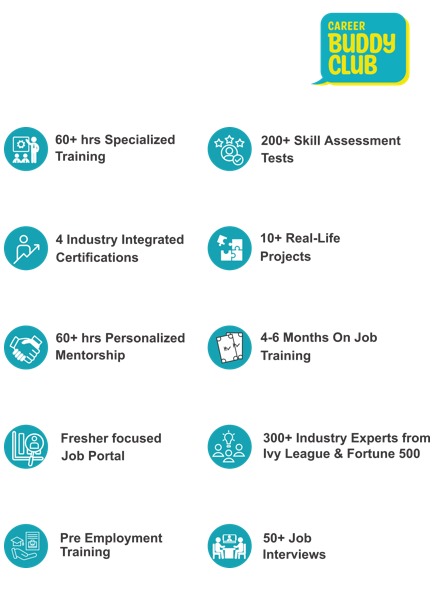 CAREER
BUDDY
CLUB
60+ hrs Specialized
Training
200+ Skill Assessment
Tests
4 Industry Integrated
Certifications
10+ Real-Life
Projects
60+ hrs Personalized
Mentorship
4-6 Months On Job
Training
Fresher focused
Job Portal
300+ Industry Experts from
Ivy League & Fortune 500
Pre Employment
Training
50+ Job
Interviews